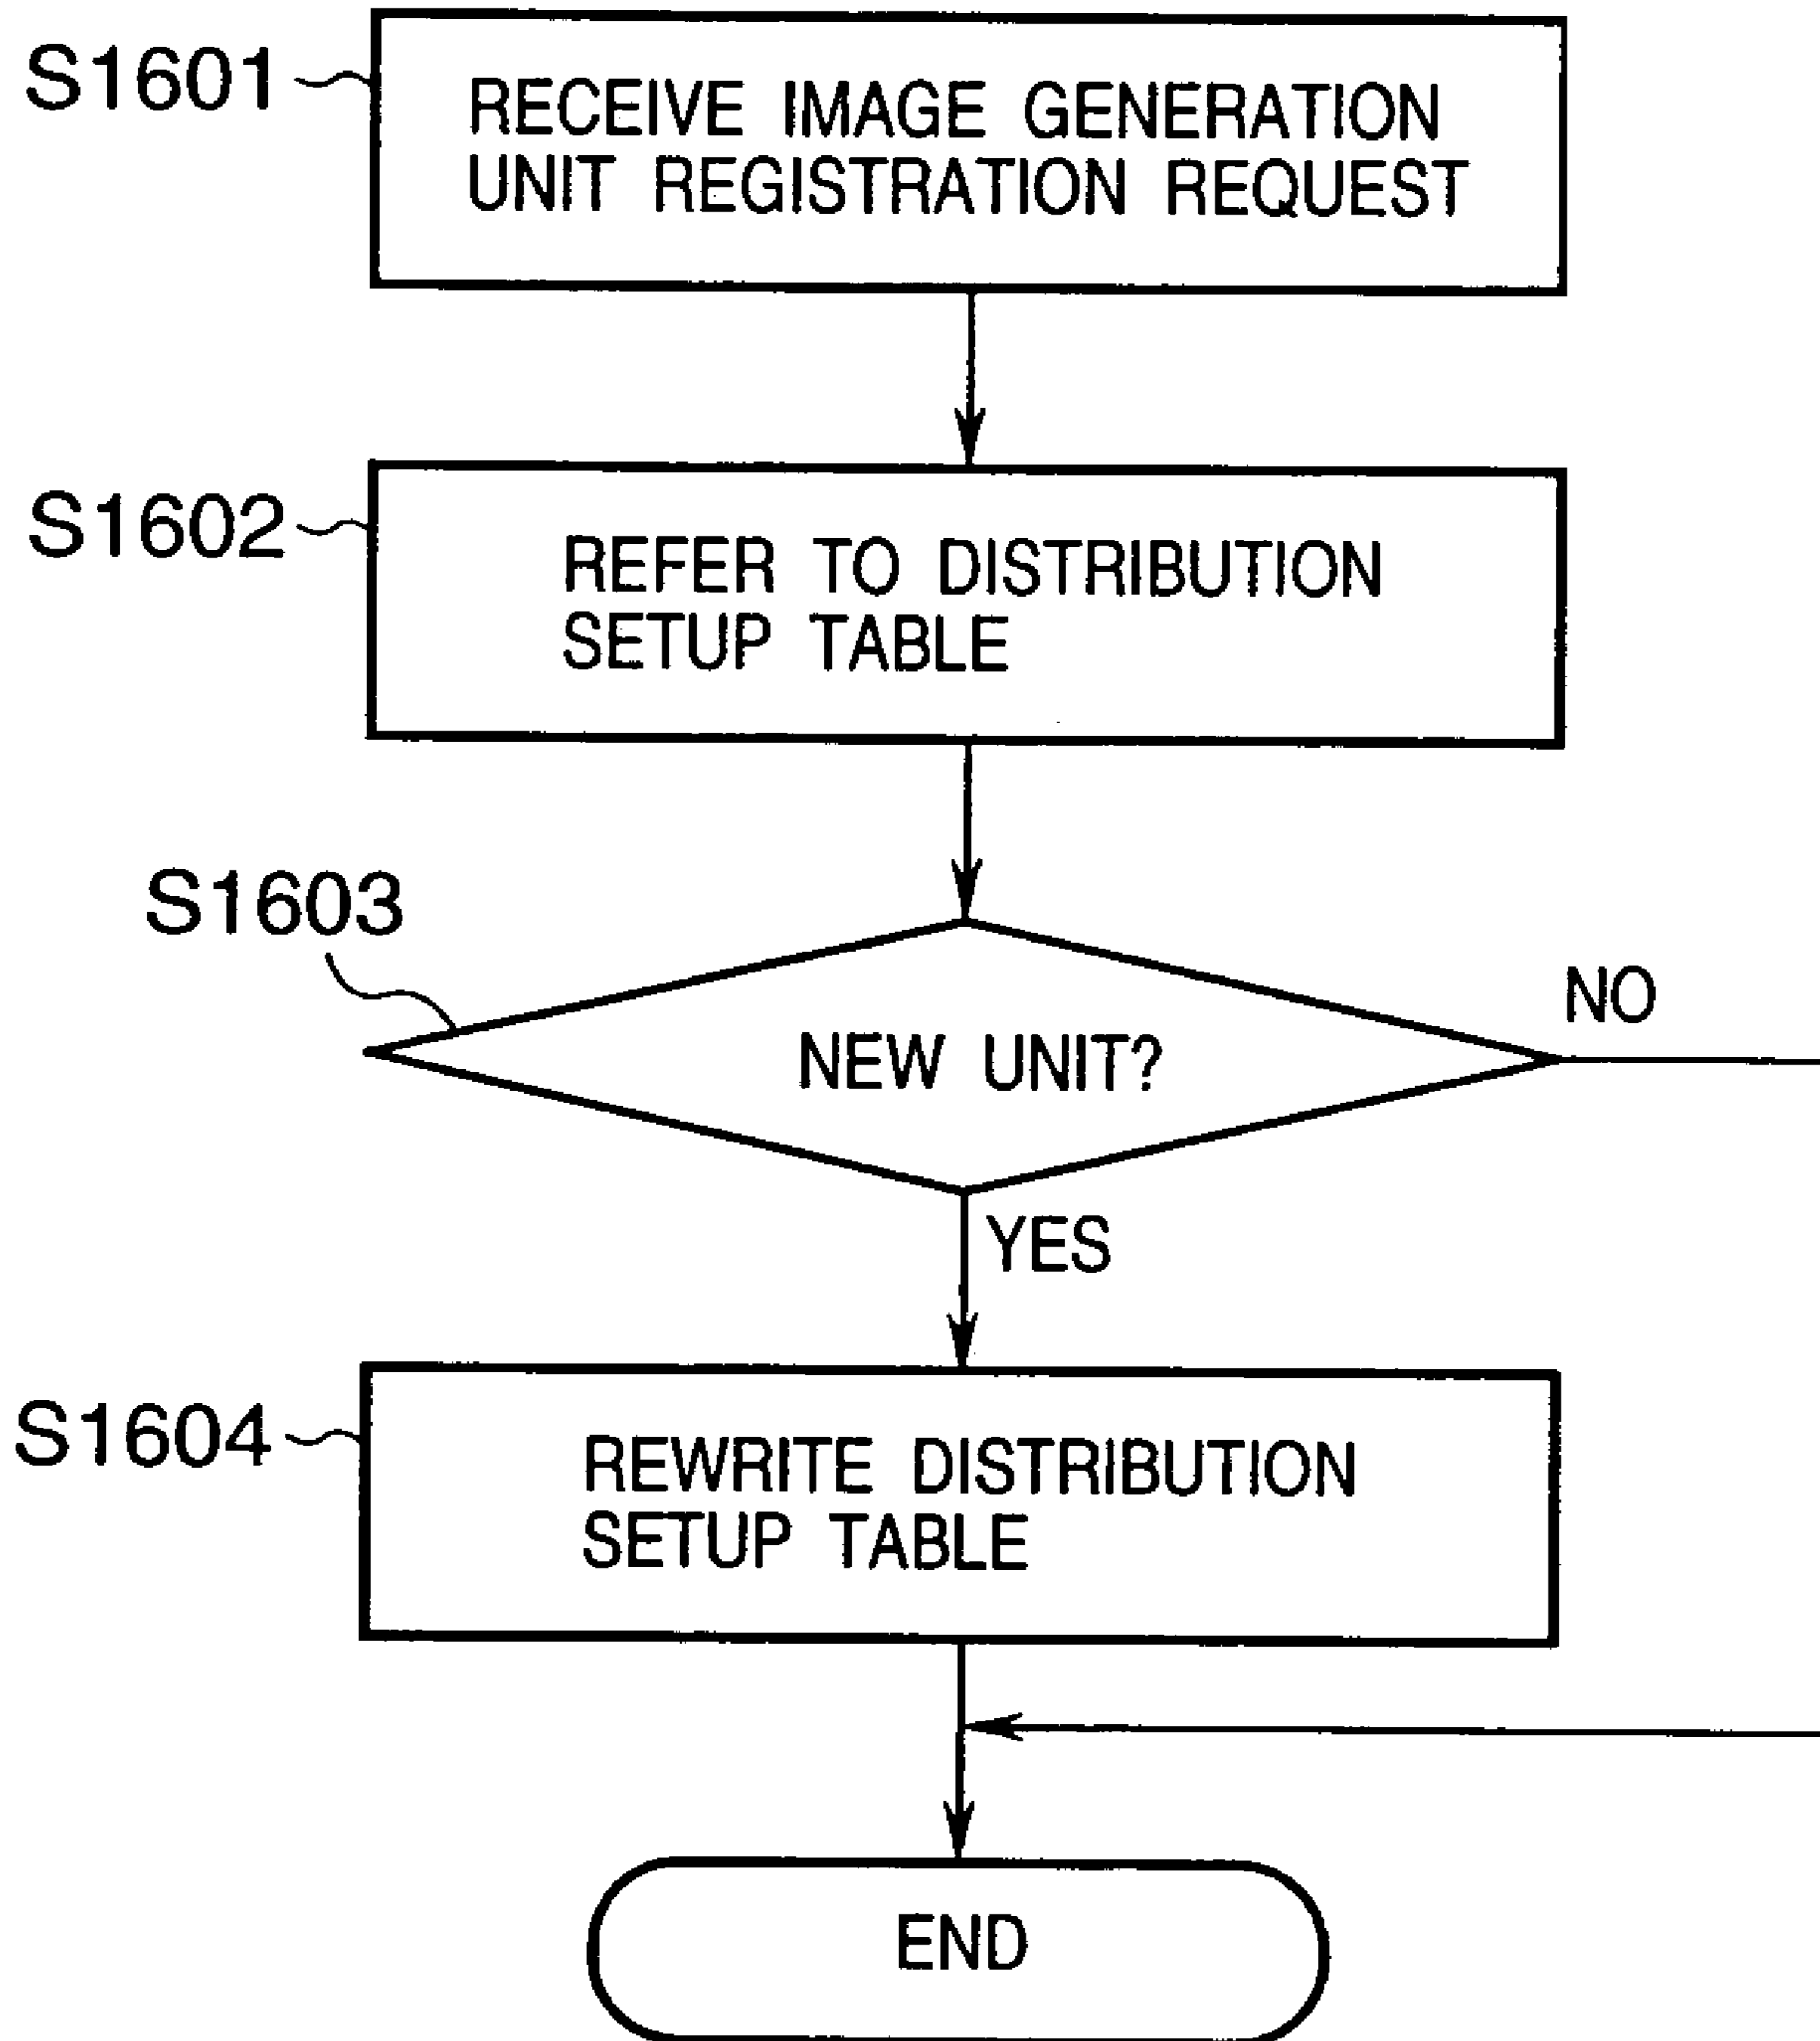 S1601
RECEIVE IMAGE GENERATION
UNIT REGISTRATION REQUEST
S1602
REFER TO DISTRIBUTION
SETUP TABLE
S1603
NEW UNIT?
NO
YES
S1604
REWRITE DISTRIBUTION
SETUP TABLE
END